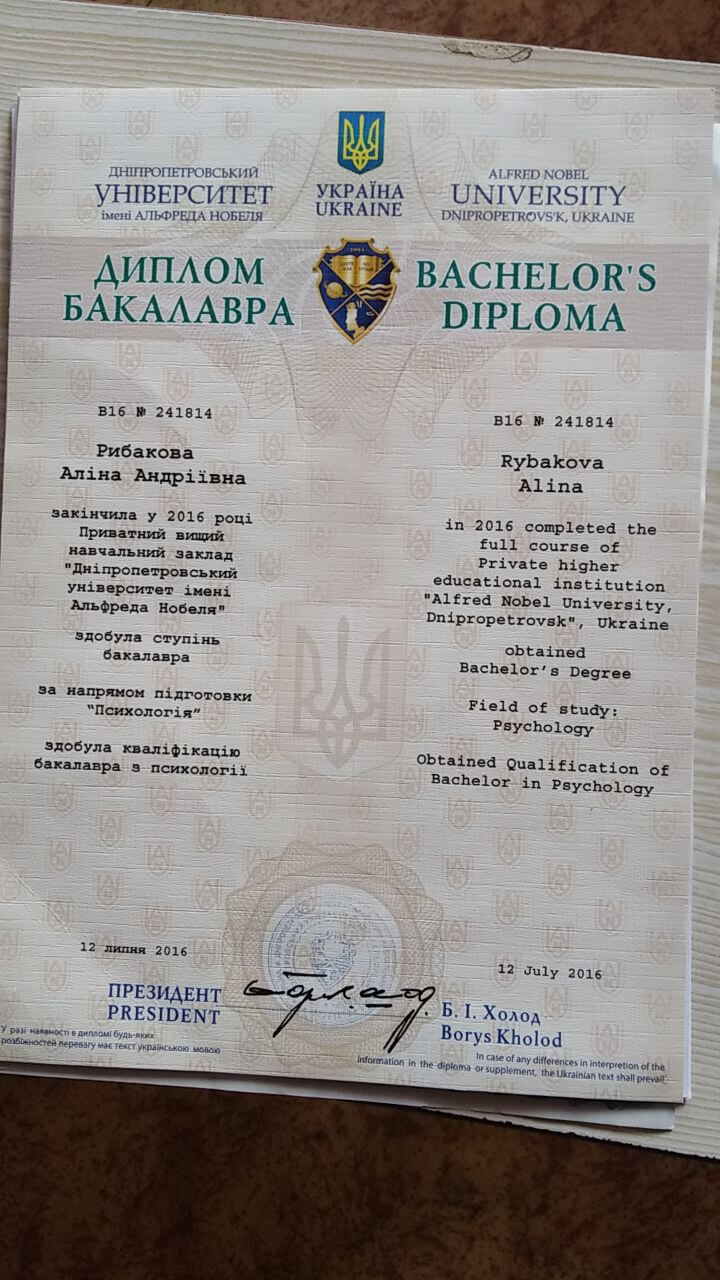 ДНІПРОПЕТРОВСЬКИЙ
УНІВЕРСИТЕТ
імені АЛЬФРЕДА НОБЕЛЯ
УКРАЇНА
UKRAINE
ALFRED NOBEL
UNIVERSITY
DNIPROPETROVS'K, UKRAINE
ДИПЛОМ
БАКАЛАВРА
1993
BACHELOR'S
DIPLOMA
В16 № 241814
Рибакова
Аліна Андріївна
закінчила у 2016 році
Приватний вищий
навчальний заклад
"Дніпропетровський
університет імені
Альфреда Нобеля"
здобула ступінь
бакалавра
за напрямом підготовки
“Психологія”
здобула кваліфікацію
бакалавра з психології
12 липня 2016
B16 № 241814
Rybakova
Alina
in 2016 completed the
full course of
Private higher
educational institution
"Alfred Nobel University,
Dnipropetrovsk", Ukraine
obtained
Bachelor’s Degree
Field of study:
Psychology
Obtained Qualification of
Bachelor in Psychology
12 July 2016
ПРЕЗИДЕНТ
PRESIDENT
Б. І. Холод
Borys Kholod
У разі наявності в дипломі будь-яких
розбіжностей перевагу має текст українською мовою
In case of any differences in interpretion of the
information in the diploma or supplement, the Ukrainian text shall prevail